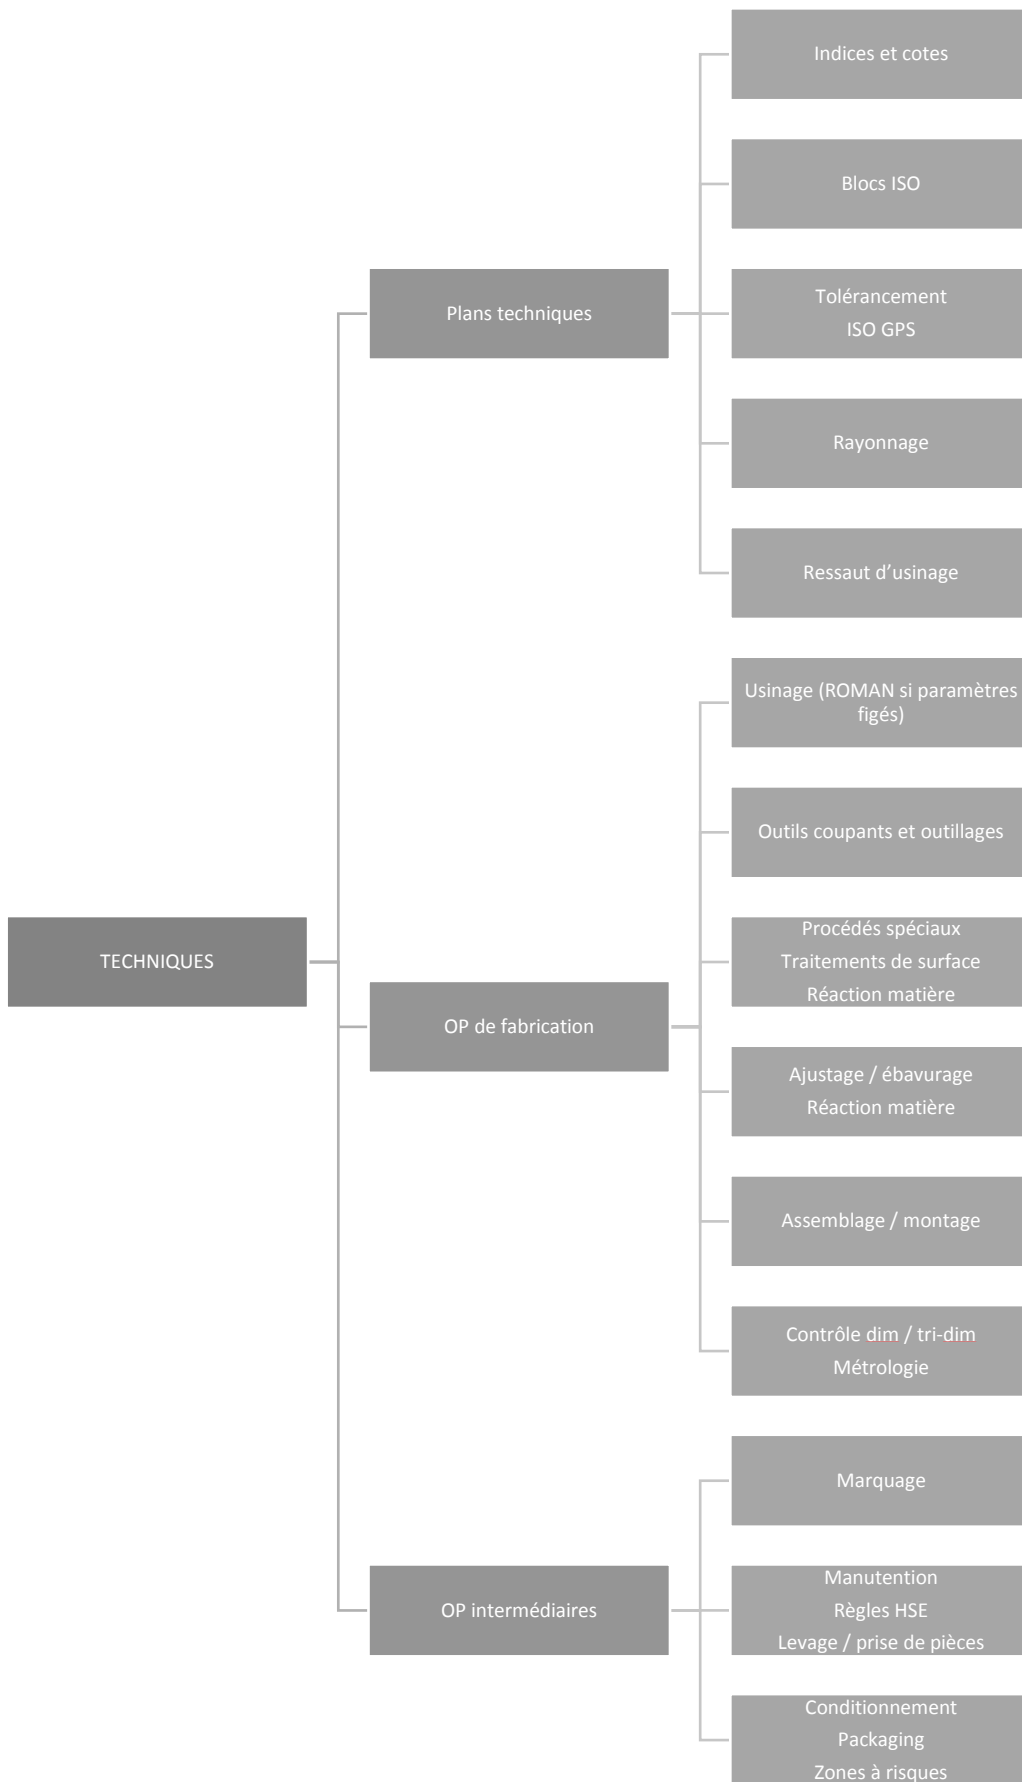 TECHNIQUES
Plans techniques
Indices et cotes
Blocs ISO
Tolérancement
ISO GPS
Rayonnage
Ressaut d’usinage
OP de fabrication
Usinage (ROMAN si paramètres
figés)
Outils coupants et outillages
Procédés spéciaux
Traitements de surface
Réaction matière
Ajustage / ébavurage
Réaction matière
Assemblage / montage
Contrôle dim / tri-dim
Métrologie
OP intermédiaires
Marquage
Manutention
Règles HSE
Levage / prise de pièces
Conditionnement
Packaging
Zones à risques